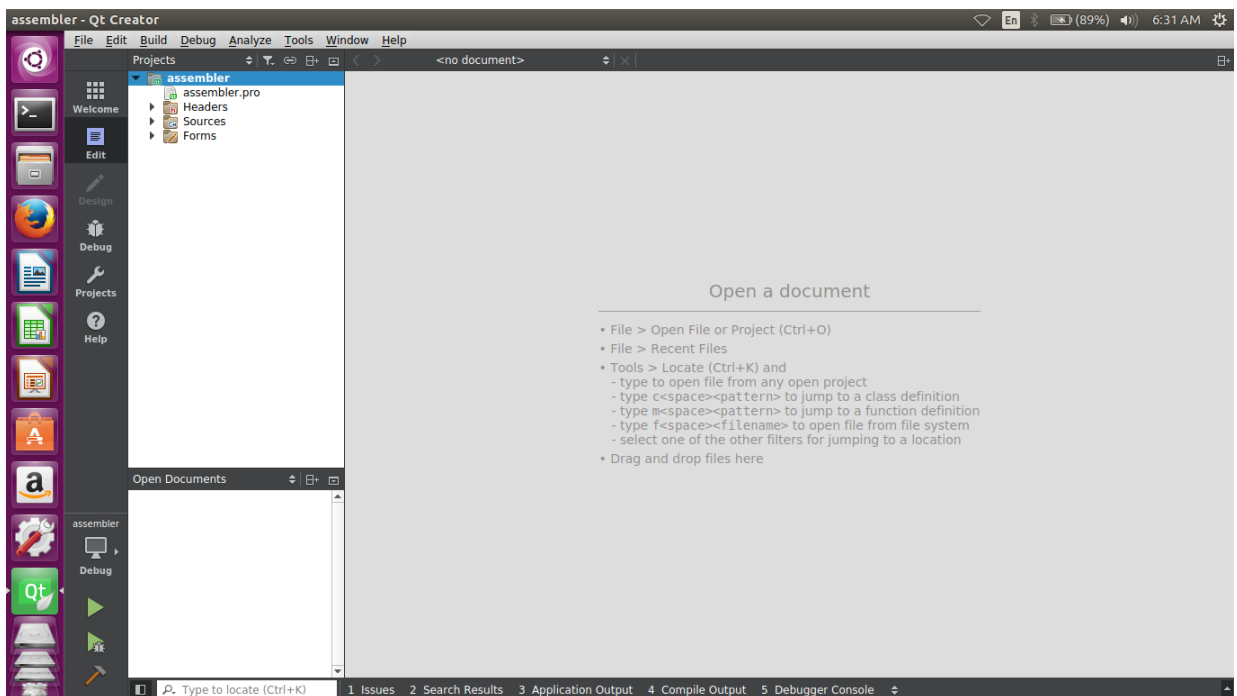 assembler - Qt Creator
En (89%) 6:31 AM
File Edit Build Debug Analyze Tools Window Help
Projects
<no document>
Welcome
Edit
Design
Debug
Projects
Help
assembler
assembler.pro
Headers
Sources
Forms
Open a document
• File > Open File or Project (Ctrl+O)
• File > Recent Files
• Tools > Locate (Ctrl+K) and
- type to open file from any open project
- type c<space><pattern> to jump to a class definition
- type m<space><pattern> to jump to a function definition
- type f<space><filename> to open file from file system
- select one of the other filters for jumping to a location
• Drag and drop files here
Open Documents
assembler
Debug
Qt
Type to locate (Ctrl+K)
1 Issues 2 Search Results 3 Application Output 4 Compile Output 5 Debugger Console